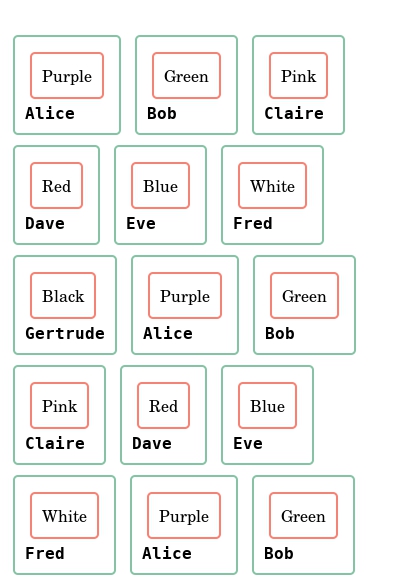 Purple Green Pink
Alice Bob Claire
Red Blue White
Dave Eve Fred
Black Purple Green
Gertrude Alice Bob
Pink Red Blue
Claire Dave Eve
White Purple Green
Fred Alice Bob